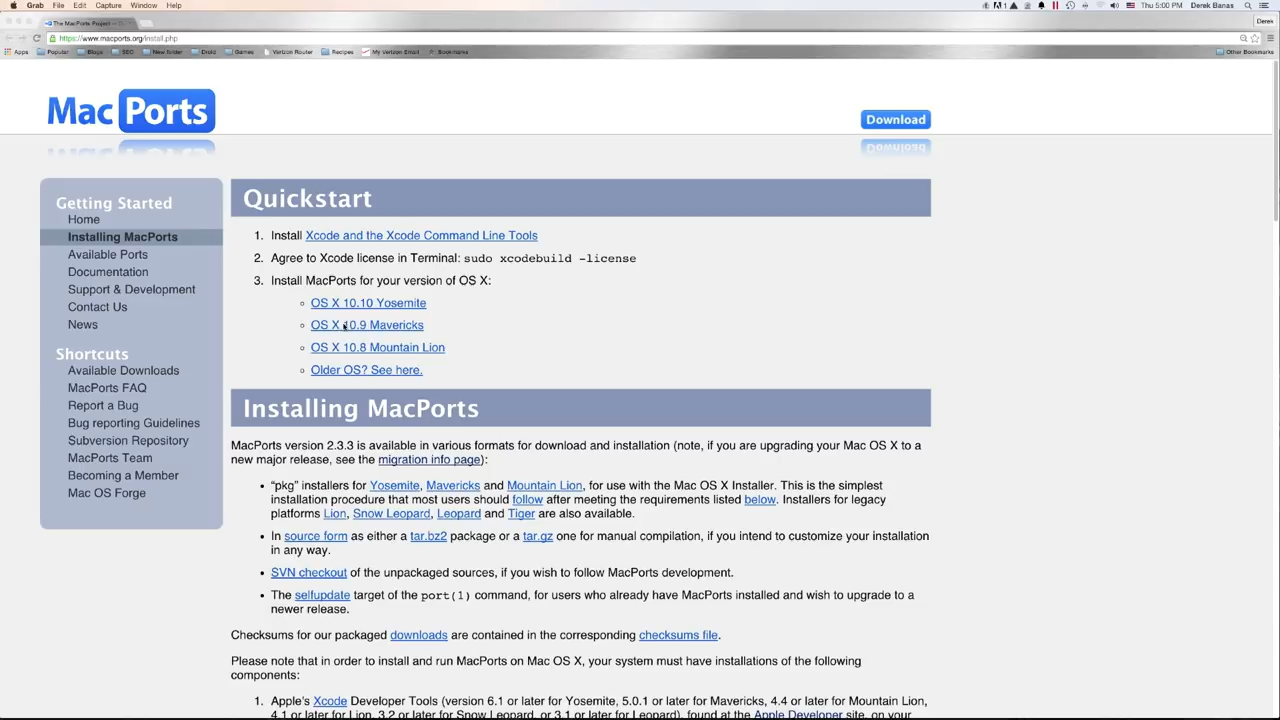 Grab File Edit Capture Window Help
Thu 5:00 PM Derek Banas
The MacPorts Project
Derek
https://www.macports.org/install.php
Apps Popular Blogs SEO New folder Droid Games Verizon Router Recipes My Verizon Email Bookmarks Other Bookmarks
MacPorts
Download
Getting Started
Home
Installing MacPorts
Available Ports
Documentation
Support & Development
Contact Us
News
Shortcuts
Available Downloads
MacPorts FAQ
Report a Bug
Bug reporting Guidelines
Subversion Repository
MacPorts Team
Becoming a Member
Mac OS Forge
Quickstart
1. Install Xcode and the Xcode Command Line Tools
2. Agree to Xcode license in Terminal: sudo xcodebuild -license
3. Install MacPorts for your version of OS X:
OS X 10.10 Yosemite
OS X 10.9 Mavericks
OS X 10.8 Mountain Lion
Older OS? See here.
Installing MacPorts
MacPorts version 2.3.3 is available in various formats for download and installation (note, if you are upgrading your Mac OS X to a
new major release, see the migration info page):
• “pkg” installers for Yosemite, Mavericks and Mountain Lion, for use with the Mac OS X Installer. This is the simplest
installation procedure that most users should follow after meeting the requirements listed below. Installers for legacy
platforms Lion, Snow Leopard, Leopard and Tiger are also available.
• In source form as either a tar.bz2 package or a tar.gz one for manual compilation, if you intend to customize your installation
in any way.
• SVN checkout of the unpackaged sources, if you wish to follow MacPorts development.
• The selfupdate target of the port(1) command, for users who already have MacPorts installed and wish to upgrade to a
newer release.
Checksums for our packaged downloads are contained in the corresponding checksums file.
Please note that in order to install and run MacPorts on Mac OS X, your system must have installations of the following
components:
1. Apple's Xcode Developer Tools (version 6.1 or later for Yosemite, 5.0.1 or later for Mavericks, 4.4 or later for Mountain Lion,
4.1 or later for Lion, 3.2 or later for Snow Leopard, or 3.1 or later for Leopard), found at the Apple Developer site, on your